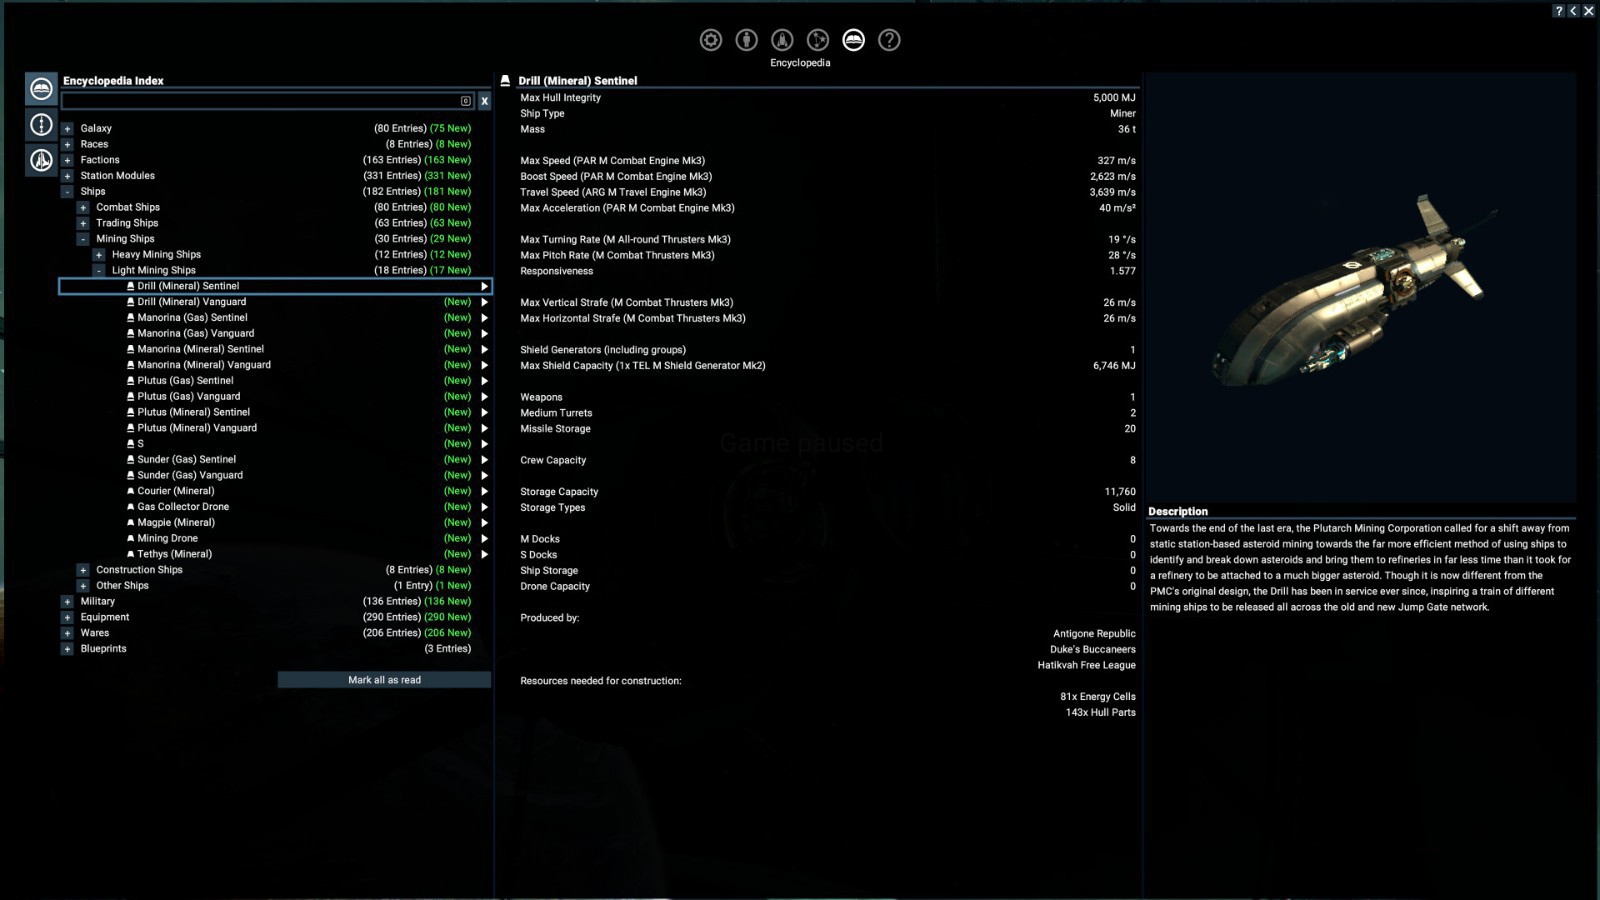 ? < X
Encyclopedia
Encyclopedia Index
X
+ Galaxy (80 Entries) (75 New)
+ Races (8 Entries) (8 New)
+ Factions (163 Entries) (163 New)
+ Station Modules (331 Entries) (331 New)
- Ships (182 Entries) (181 New)
+ Combat Ships (80 Entries) (80 New)
+ Trading Ships (63 Entries) (63 New)
- Mining Ships (30 Entries) (29 New)
+ Heavy Mining Ships (12 Entries) (12 New)
- Light Mining Ships (18 Entries) (17 New)
Drill (Mineral) Sentinel
Drill (Mineral) Vanguard (New)
Manorina (Gas) Sentinel (New)
Manorina (Gas) Vanguard (New)
Manorina (Mineral) Sentinel (New)
Manorina (Mineral) Vanguard (New)
Plutus (Gas) Sentinel (New)
Plutus (Gas) Vanguard (New)
Plutus (Mineral) Sentinel (New)
Plutus (Mineral) Vanguard (New)
S (New)
Sunder (Gas) Sentinel (New)
Sunder (Gas) Vanguard (New)
Courier (Mineral) (New)
Gas Collector Drone (New)
Magpie (Mineral) (New)
Mining Drone (New)
Tethys (Mineral) (New)
+ Construction Ships (8 Entries) (8 New)
+ Other Ships (1 Entry) (1 New)
+ Military (136 Entries) (136 New)
+ Equipment (290 Entries) (290 New)
+ Wares (206 Entries) (206 New)
+ Blueprints (3 Entries)
Mark all as read
Drill (Mineral) Sentinel
Max Hull Integrity 5,000 MJ
Ship Type Miner
Mass 36 t
Max Speed (PAR M Combat Engine Mk3) 327 m/s
Boost Speed (PAR M Combat Engine Mk3) 2,623 m/s
Travel Speed (ARG M Travel Engine Mk3) 3,639 m/s
Max Acceleration (PAR M Combat Engine Mk3) 40 m/s²
Max Turning Rate (M All-round Thrusters Mk3) 19 °/s
Max Pitch Rate (M Combat Thrusters Mk3) 28 °/s
Responsiveness 1.577
Max Vertical Strafe (M Combat Thrusters Mk3) 26 m/s
Max Horizontal Strafe (M Combat Thrusters Mk3) 26 m/s
Shield Generators (including groups) 1
Max Shield Capacity (1x TEL M Shield Generator Mk2) 6,746 MJ
Weapons 1
Medium Turrets 2
Missile Storage 20
Game paused
Crew Capacity 8
Storage Capacity 11,760
Storage Types Solid
M Docks 0
S Docks 0
Ship Storage 0
Drone Capacity 0
Produced by:
Antigone Republic
Duke's Buccaneers
Hatikvah Free League
Resources needed for construction:
81x Energy Cells
143x Hull Parts
Description
Towards the end of the last era, the Plutarch Mining Corporation called for a shift away from
static station-based asteroid mining towards the far more efficient method of using ships to
identify and break down asteroids and bring them to refineries in far less time than it took for
a refinery to be attached to a much bigger asteroid. Though it is now different from the
PMC's original design, the Drill has been in service ever since, inspiring a train of different
mining ships to be released all across the old and new Jump Gate network.